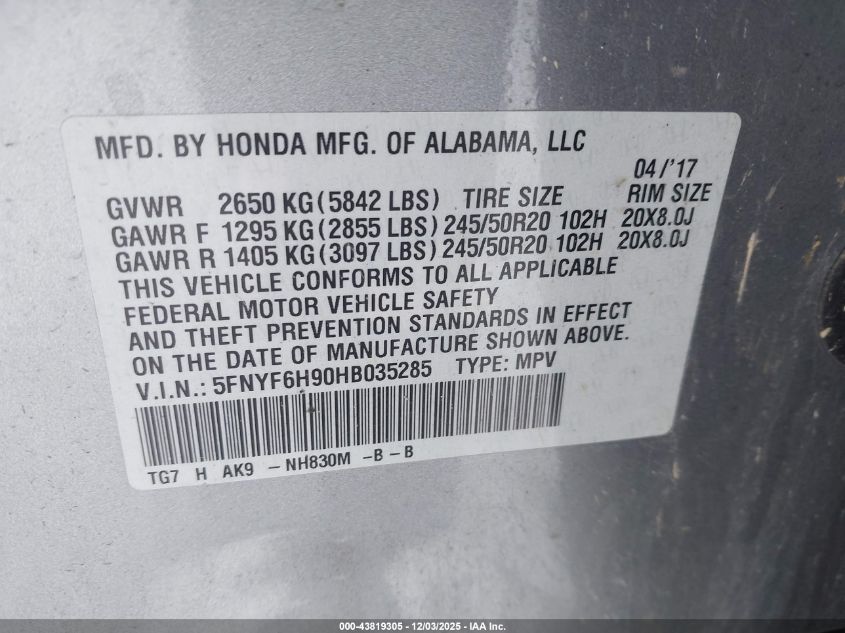 MFD. BY HONDA MFG. OF ALABAMA, LLC
04/'17
GVWR 2650 KG (5842 LBS) TIRE SIZE RIM SIZE
GAWR F 1295 KG (2855 LBS) 245/50R20 102H 20X8.0J
GAWR R 1405 KG (3097 LBS) 245/50R20 102H 20X8.0J
THIS VEHICLE CONFORMS TO ALL APPLICABLE
FEDERAL MOTOR VEHICLE SAFETY
AND THEFT PREVENTION STANDARDS IN EFFECT
ON THE DATE OF MANUFACTURE SHOWN ABOVE.
V.I.N.: 5FNYF6H90HB035285 TYPE: MPV
TG7 H AK9 - NH830M - B - B
000-43819305 - 12/03/2025 - IAA Inc.